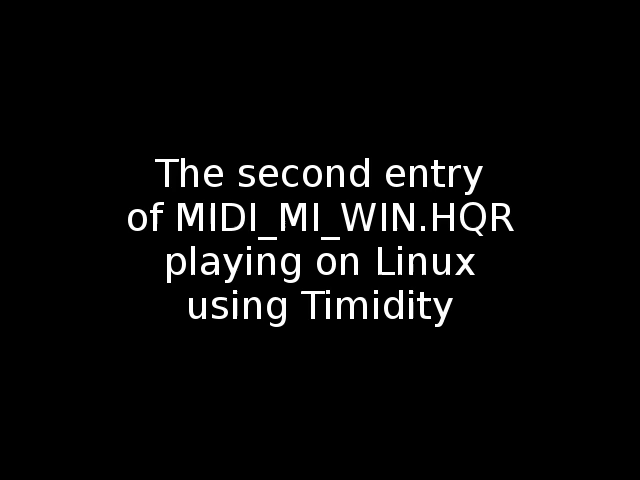 The second entry
of MIDI_MI_WIN.HQR
playing on Linux
using Timidity